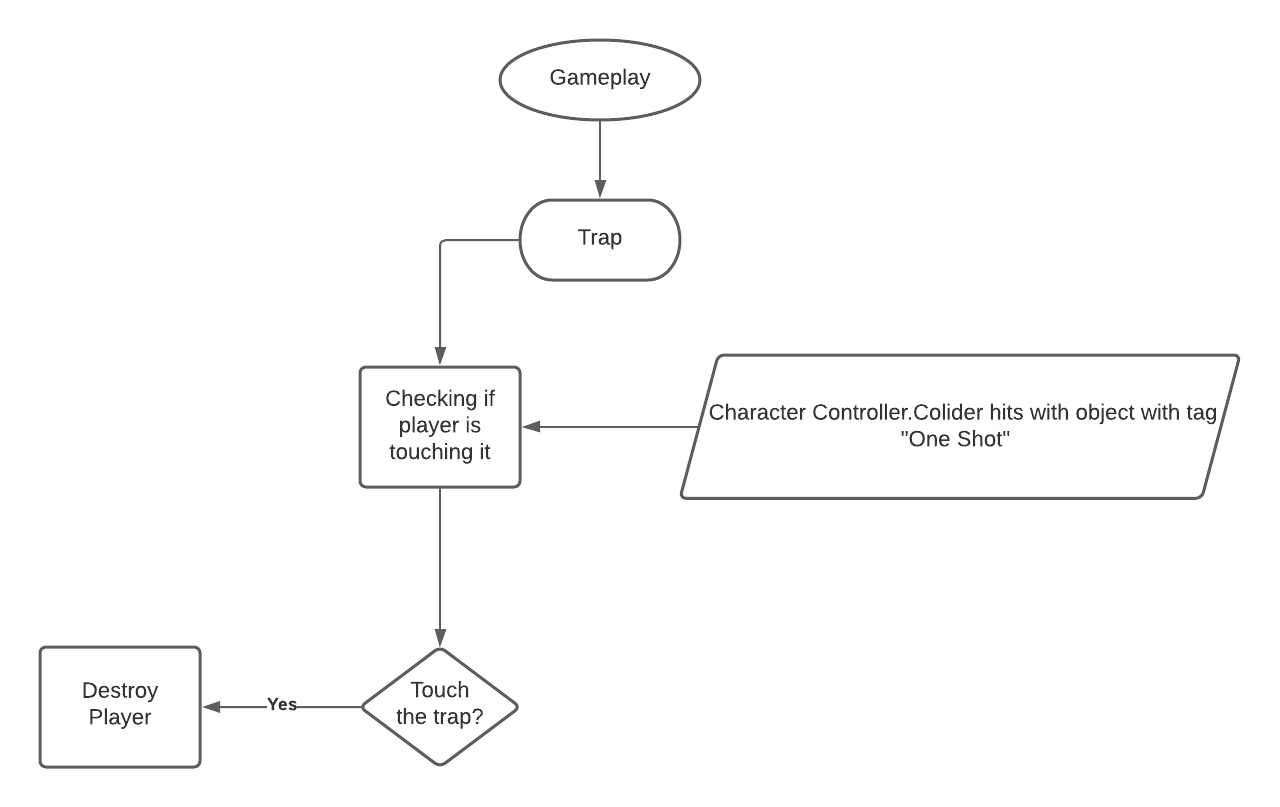 Gameplay
Trap
Checking if
player is
touching it
Character Controller.Colider hits with object with tag
"One Shot"
Touch
the trap?
Yes
Destroy
Player